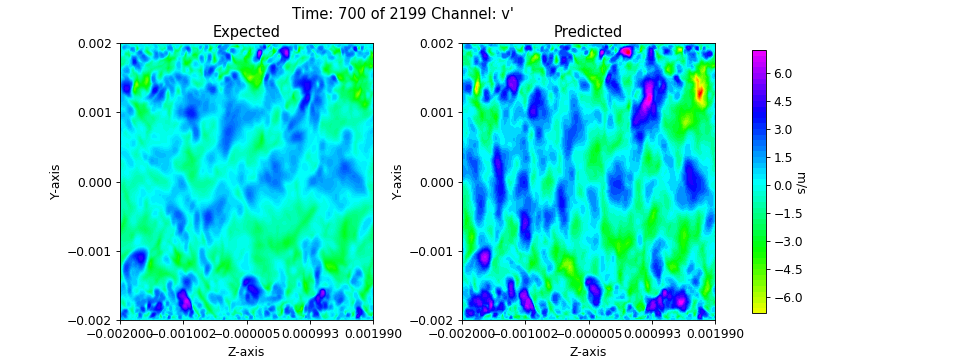 Time: 700 of 2199 Channel: v'
Expected
Predicted
0.002
0.001
0.000
−0.001
−0.002
Y-axis
−0.002000 −0.001002 −0.000005 0.000993 0.001990
Z-axis
0.002
0.001
0.000
−0.001
−0.002
Y-axis
−0.002000 −0.001002 −0.000005 0.000993 0.001990
Z-axis
6.0
4.5
3.0
1.5
0.0
−1.5
−3.0
−4.5
−6.0
m/s